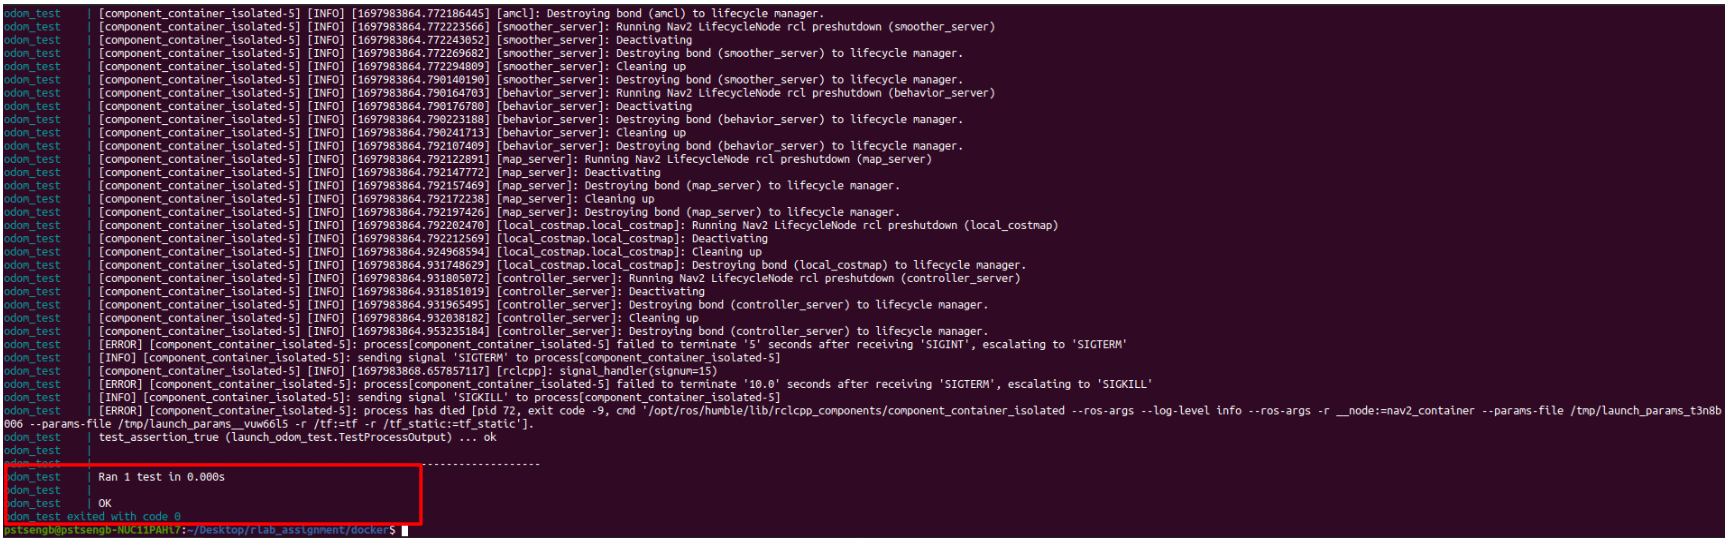 odom_test    | [component_container_isolated-5] [INFO] [1697983864.772186445] [amcl]: Destroying bond (amcl) to lifecycle manager.
odom_test    | [component_container_isolated-5] [INFO] [1697983864.772223566] [smoother_server]: Running Nav2 LifecycleNode rcl preshutdown (smoother_server)
odom_test    | [component_container_isolated-5] [INFO] [1697983864.772243052] [smoother_server]: Deactivating
odom_test    | [component_container_isolated-5] [INFO] [1697983864.772269682] [smoother_server]: Destroying bond (smoother_server) to lifecycle manager.
odom_test    | [component_container_isolated-5] [INFO] [1697983864.772294809] [smoother_server]: Cleaning up
odom_test    | [component_container_isolated-5] [INFO] [1697983864.790140190] [smoother_server]: Destroying bond (smoother_server) to lifecycle manager.
odom_test    | [component_container_isolated-5] [INFO] [1697983864.790164703] [behavior_server]: Running Nav2 LifecycleNode rcl preshutdown (behavior_server)
odom_test    | [component_container_isolated-5] [INFO] [1697983864.790176780] [behavior_server]: Deactivating
odom_test    | [component_container_isolated-5] [INFO] [1697983864.790223188] [behavior_server]: Destroying bond (behavior_server) to lifecycle manager.
odom_test    | [component_container_isolated-5] [INFO] [1697983864.790241713] [behavior_server]: Cleaning up
odom_test    | [component_container_isolated-5] [INFO] [1697983864.792107409] [behavior_server]: Destroying bond (behavior_server) to lifecycle manager.
odom_test    | [component_container_isolated-5] [INFO] [1697983864.792122891] [map_server]: Running Nav2 LifecycleNode rcl preshutdown (map_server)
odom_test    | [component_container_isolated-5] [INFO] [1697983864.792147772] [map_server]: Deactivating
odom_test    | [component_container_isolated-5] [INFO] [1697983864.792157469] [map_server]: Destroying bond (map_server) to lifecycle manager.
odom_test    | [component_container_isolated-5] [INFO] [1697983864.792172238] [map_server]: Cleaning up
odom_test    | [component_container_isolated-5] [INFO] [1697983864.792197426] [map_server]: Destroying bond (map_server) to lifecycle manager.
odom_test    | [component_container_isolated-5] [INFO] [1697983864.792202470] [local_costmap.local_costmap]: Running Nav2 LifecycleNode rcl preshutdown (local_costmap)
odom_test    | [component_container_isolated-5] [INFO] [1697983864.792212569] [local_costmap.local_costmap]: Deactivating
odom_test    | [component_container_isolated-5] [INFO] [1697983864.924968594] [local_costmap.local_costmap]: Cleaning up
odom_test    | [component_container_isolated-5] [INFO] [1697983864.931748629] [local_costmap.local_costmap]: Destroying bond (local_costmap) to lifecycle manager.
odom_test    | [component_container_isolated-5] [INFO] [1697983864.931805072] [controller_server]: Running Nav2 LifecycleNode rcl preshutdown (controller_server)
odom_test    | [component_container_isolated-5] [INFO] [1697983864.931851019] [controller_server]: Deactivating
odom_test    | [component_container_isolated-5] [INFO] [1697983864.931965495] [controller_server]: Destroying bond (controller_server) to lifecycle manager.
odom_test    | [component_container_isolated-5] [INFO] [1697983864.932038182] [controller_server]: Cleaning up
odom_test    | [component_container_isolated-5] [INFO] [1697983864.953235184] [controller_server]: Destroying bond (controller_server) to lifecycle manager.
odom_test    | [ERROR] [component_container_isolated-5]: process[component_container_isolated-5] failed to terminate '5' seconds after receiving 'SIGINT', escalating to 'SIGTERM'
odom_test    | [INFO] [component_container_isolated-5]: sending signal 'SIGTERM' to process[component_container_isolated-5]
odom_test    | [component_container_isolated-5] [INFO] [1697983868.657857117] [rclcpp]: signal_handler(signum=15)
odom_test    | [ERROR] [component_container_isolated-5]: process[component_container_isolated-5] failed to terminate '10.0' seconds after receiving 'SIGTERM', escalating to 'SIGKILL'
odom_test    | [INFO] [component_container_isolated-5]: sending signal 'SIGKILL' to process[component_container_isolated-5]
odom_test    | [ERROR] [component_container_isolated-5]: process has died [pid 72, exit code -9, cmd '/opt/ros/humble/lib/rclcpp_components/component_container_isolated --ros-args --log-level info --ros-args -r __node:=nav2_container --params-file /tmp/launch_params_t3n8b
006 --params-file /tmp/launch_params__vuw66l5 -r /tf:=tf -r /tf_static:=tf_static'].
odom_test    | test_assertion_true (launch_odom_test.TestProcessOutput) ... ok
odom_test    |
odom_test    | -------------------
odom_test    | Ran 1 test in 0.000s
odom_test    |
odom_test    | OK
odom_test exited with code 0
pstsengb@pstsengb-NUC11PAHi7:~/Desktop/rlab_assignment/docker$